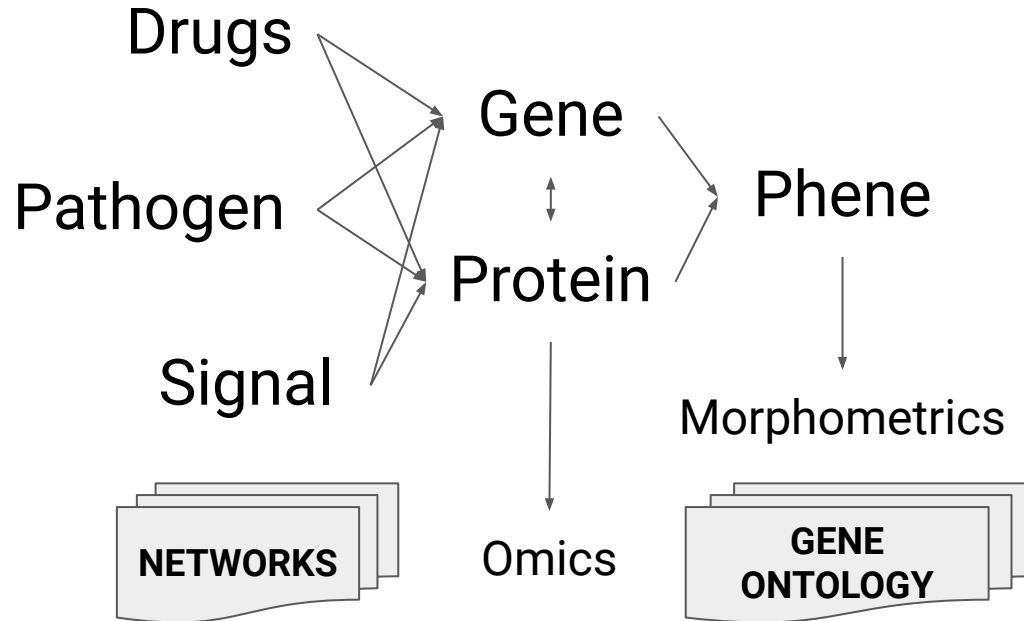 Drugs
Gene
Phene
Pathogen
Protein
Signal
Morphometrics
NETWORKS
Omics
GENE
ONTOLOGY